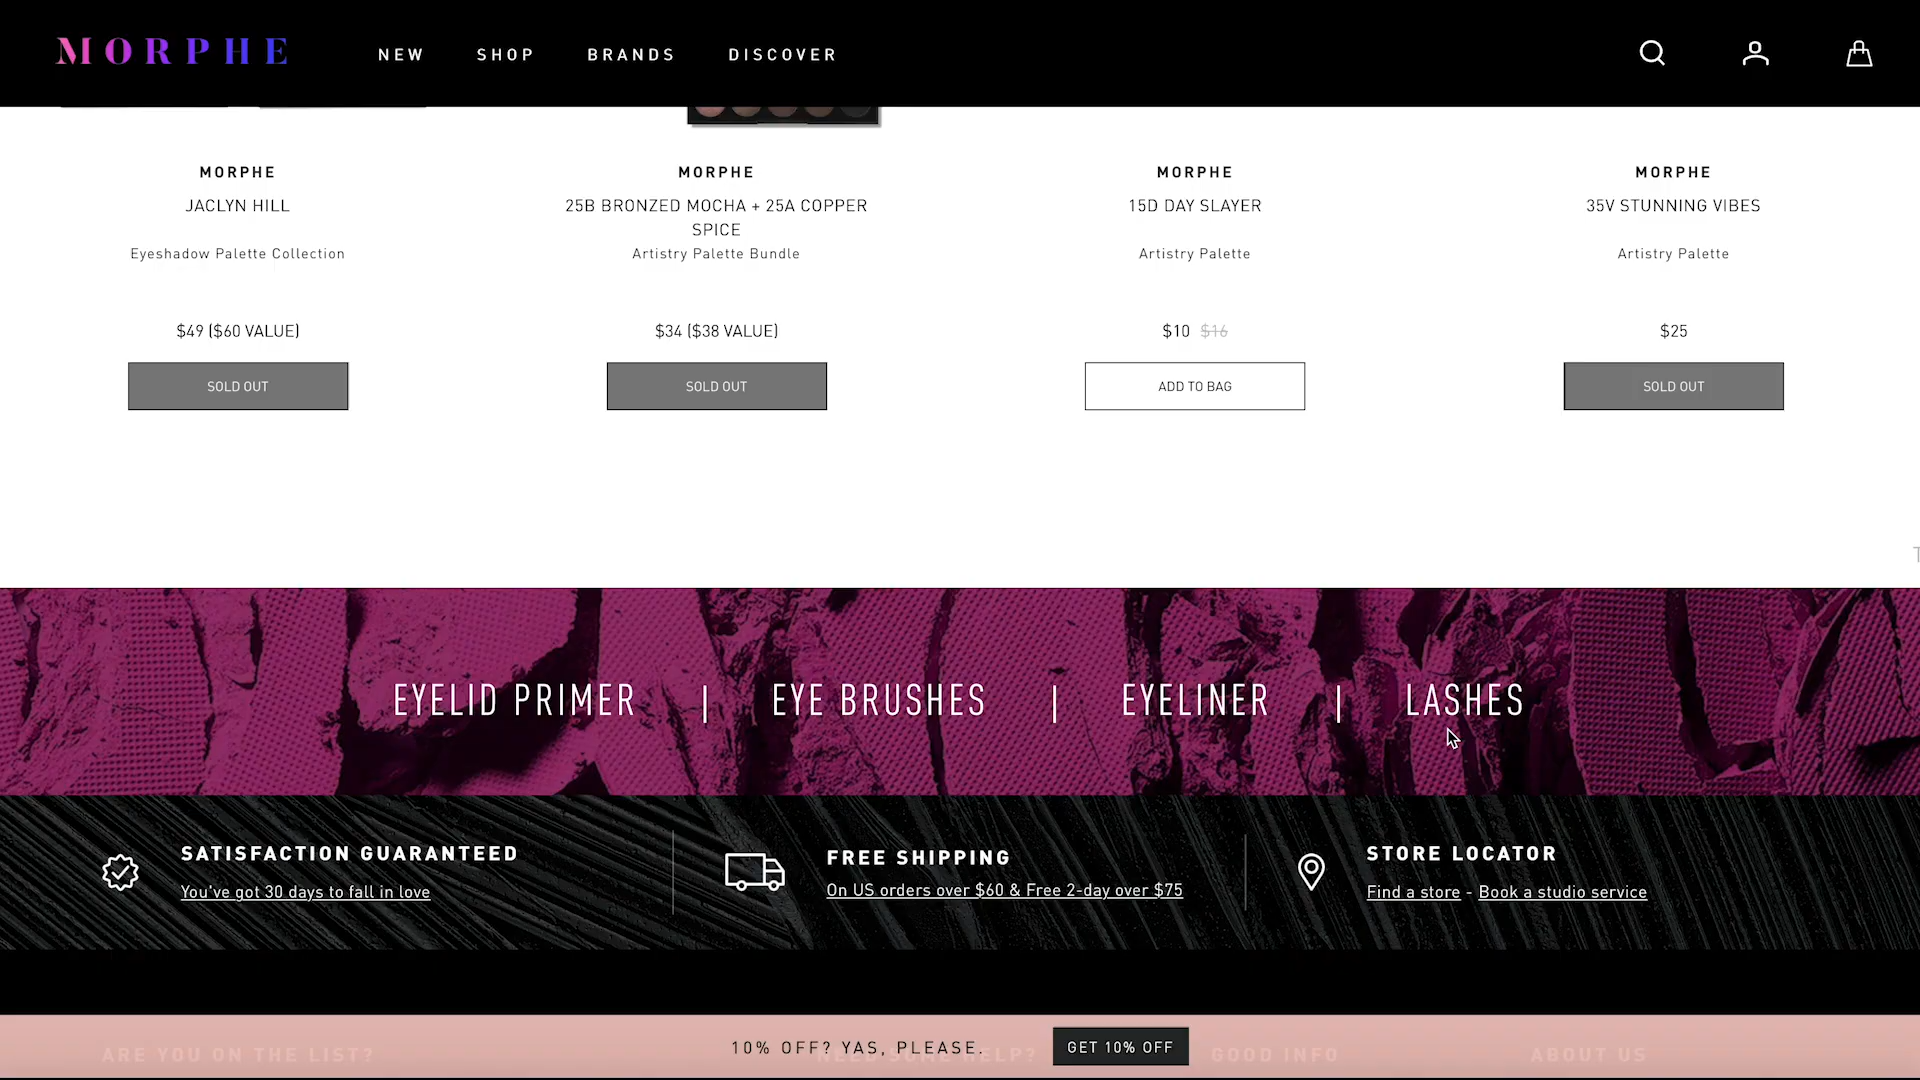 MORPHE
NEW SHOP BRANDS DISCOVER
MORPHE
JACLYN HILL
Eyeshadow Palette Collection
$49 ($60 VALUE)
SOLD OUT
MORPHE
25B BRONZED MOCHA + 25A COPPER
SPICE
Artistry Palette Bundle
$34 ($38 VALUE)
SOLD OUT
MORPHE
15D DAY SLAYER
Artistry Palette
$10 $16
ADD TO BAG
MORPHE
35V STUNNING VIBES
Artistry Palette
$25
SOLD OUT
EYELID PRIMER | EYE BRUSHES | EYELINER | LASHES
SATISFACTION GUARANTEED
You've got 30 days to fall in love
FREE SHIPPING
On US orders over $60 & Free 2-day over $75
STORE LOCATOR
Find a store - Book a studio service
10% OFF? YAS, PLEASE.
GET 10% OFF
ARE YOU ON THE LIST?
NEED SOME HELP?
GOOD INFO
ABOUT US